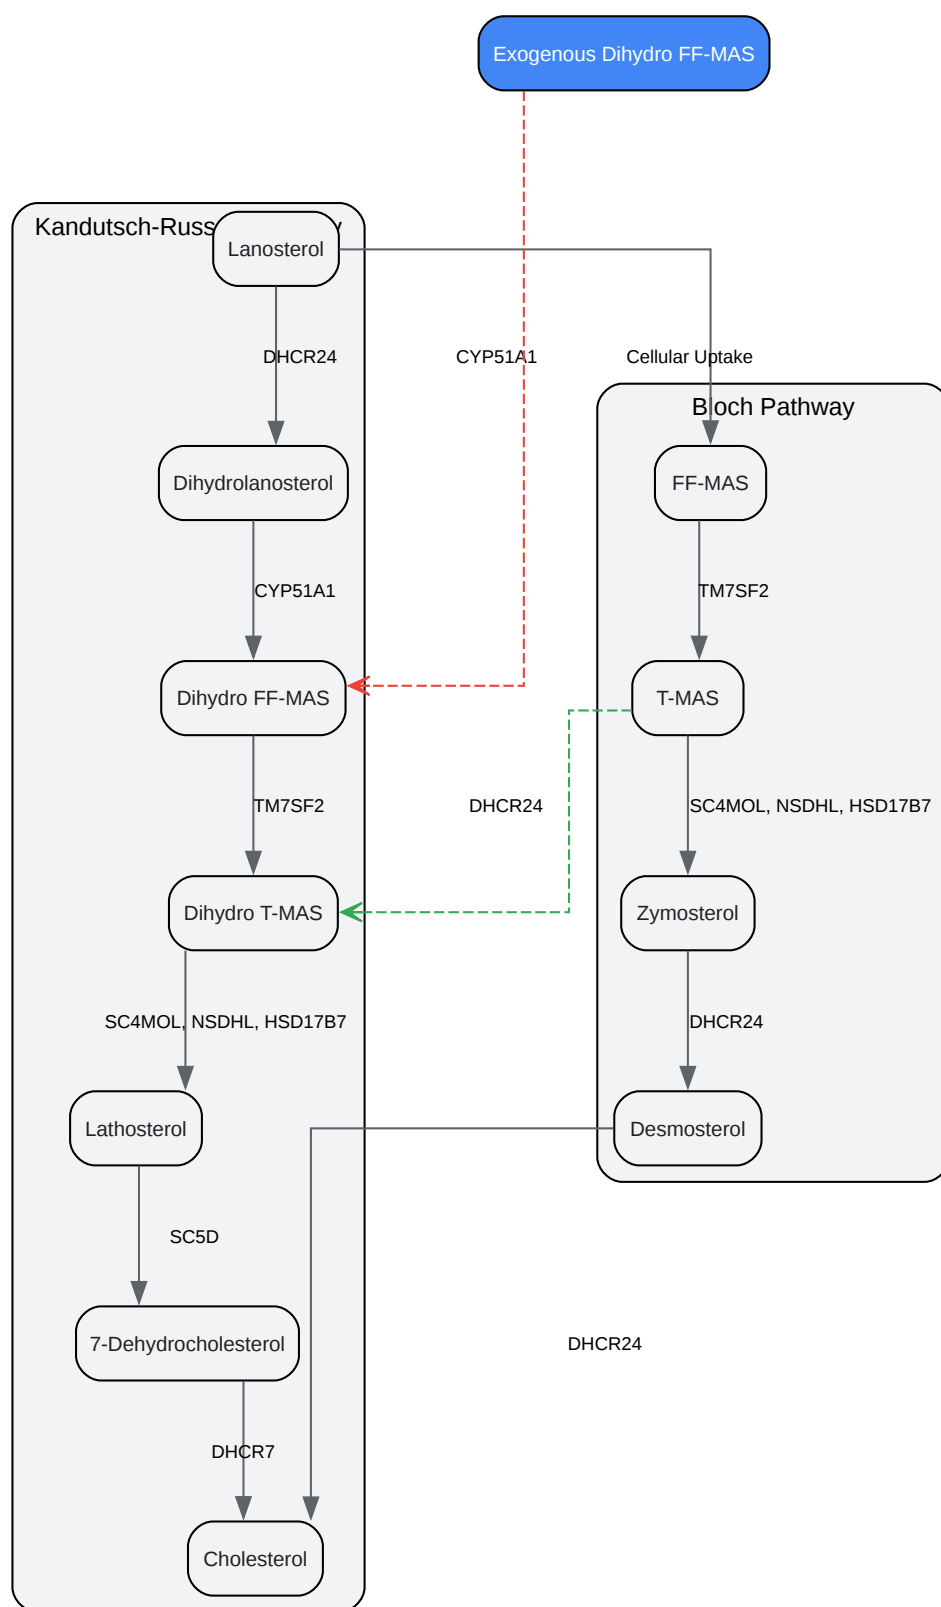 Exogenous Dihydro FF-MAS
Kandutsch-Russ
Lanosterol
DHCR24
CYP51A1
Cellular Uptake
Bloch Pathway
Dihydrolanosterol
FF-MAS
CYP51A1
TM7SF2
Dihydro FF-MAS
T-MAS
TM7SF2
DHCR24
SC4MOL, NSDHL, HSD17B7
Dihydro T-MAS
Zymosterol
SC4MOL, NSDHL, HSD17B7
DHCR24
Lathosterol
Desmosterol
SC5D
7-Dehydrocholesterol
DHCR24
DHCR7
Cholesterol